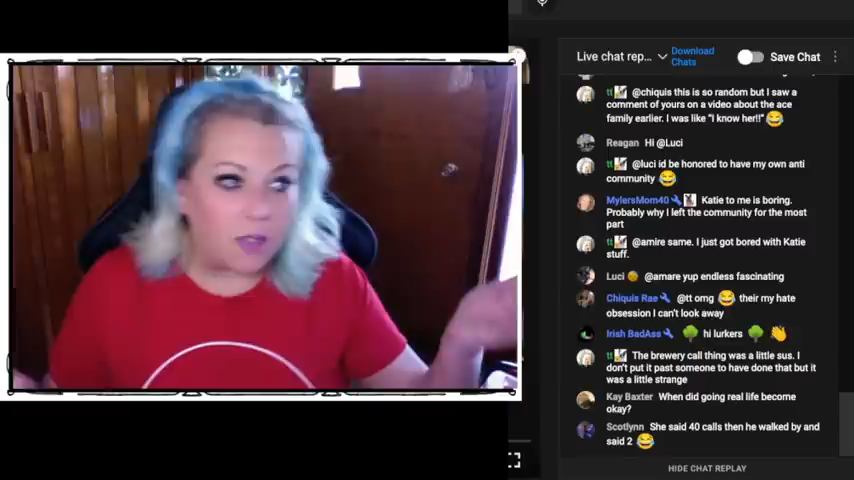 Live chat rep...
Download
Chats
Save Chat
tt @chiquis this is so random but I saw a
comment of yours on a video about the ace
family earlier. I was like "I know her!!" 😂
Reagan Hi @Luci
tt @luci id be honored to have my own anti
community 😂
MylersMom40 Katie to me is boring.
Probably why I left the community for the most
part
tt @amire same. I just got bored with Katie
stuff.
Luci @amare yup endless fascinating
Chiquis Rae @tt omg 😂 their my hate
obsession I can't look away
Irish BadAss 🌳 hi lurkers 🌳 👏
tt The brewery call thing was a little sus. I
don't put it past someone to have done that but it
was a little strange
Kay Baxter When did going real life become
okay?
Scotlynn She said 40 calls then he walked by and
said 2 😂
HIDE CHAT REPLAY